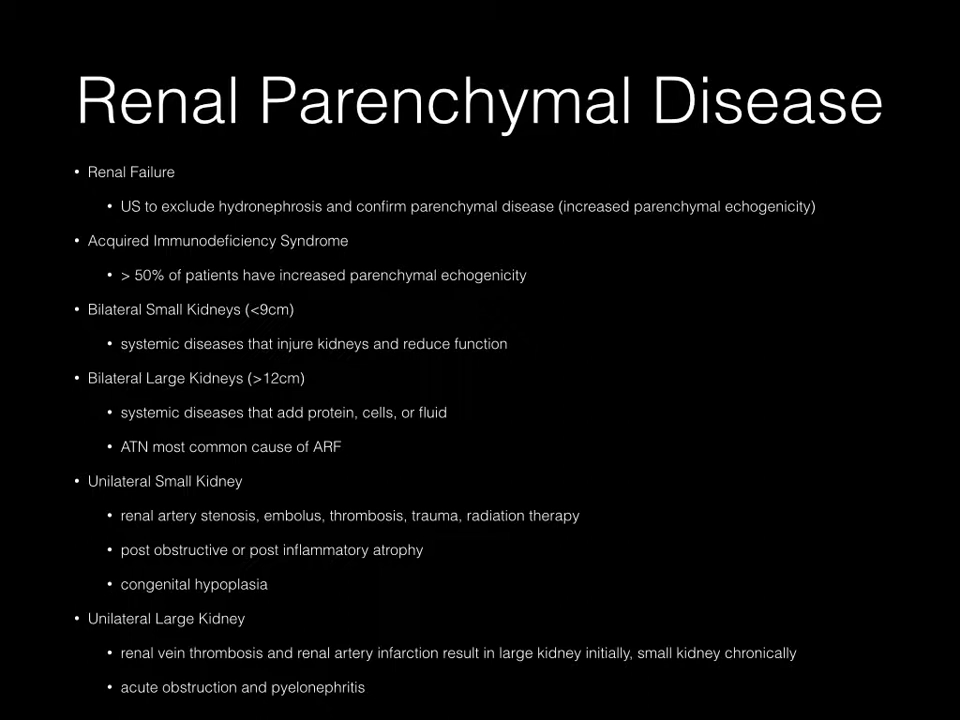 Renal Parenchymal Disease
• Renal Failure
• US to exclude hydronephrosis and confirm parenchymal disease (increased parenchymal echogenicity)
• Acquired Immunodeficiency Syndrome
• > 50% of patients have increased parenchymal echogenicity
• Bilateral Small Kidneys (<9cm)
• systemic diseases that injure kidneys and reduce function
• Bilateral Large Kidneys (>12cm)
• systemic diseases that add protein, cells, or fluid
• ATN most common cause of ARF
• Unilateral Small Kidney
• renal artery stenosis, embolus, thrombosis, trauma, radiation therapy
• post obstructive or post inflammatory atrophy
• congenital hypoplasia
• Unilateral Large Kidney
• renal vein thrombosis and renal artery infarction result in large kidney initially, small kidney chronically
• acute obstruction and pyelonephritis